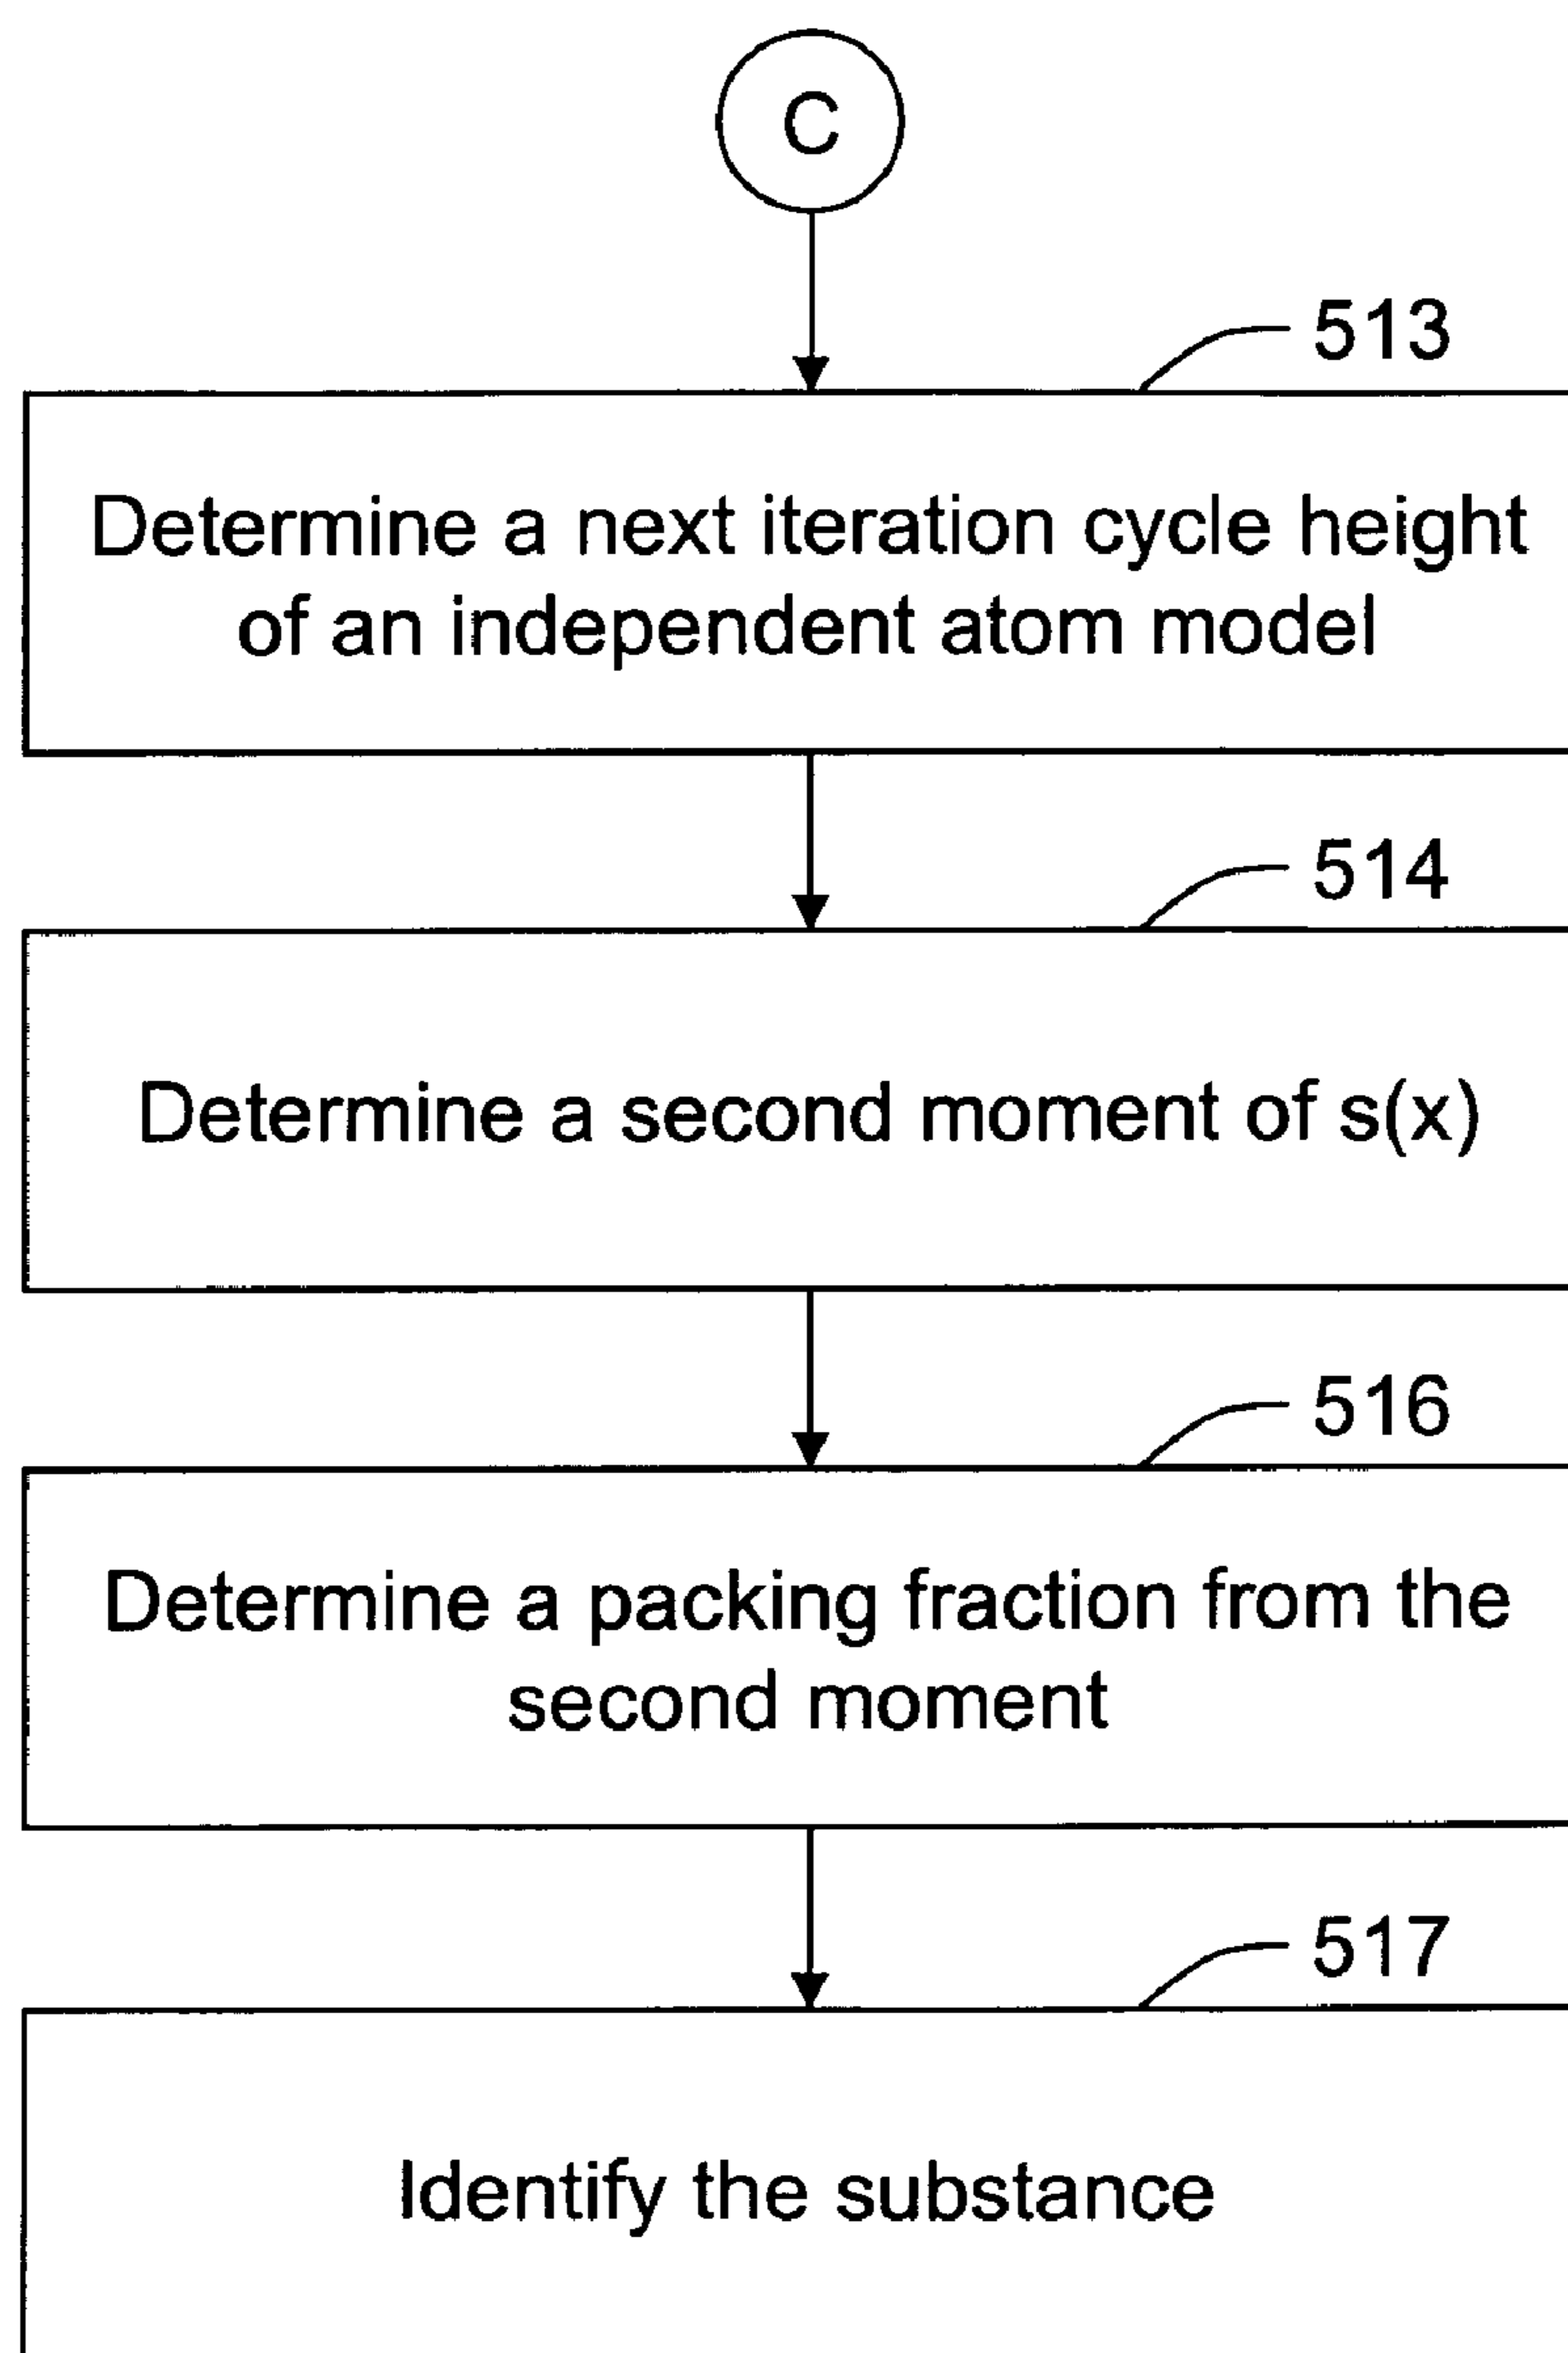 C
513
Determine a next iteration cycle height
of an independent atom model
514
Determine a second moment of s(x)
516
Determine a packing fraction from the
second moment
517
Identify the substance